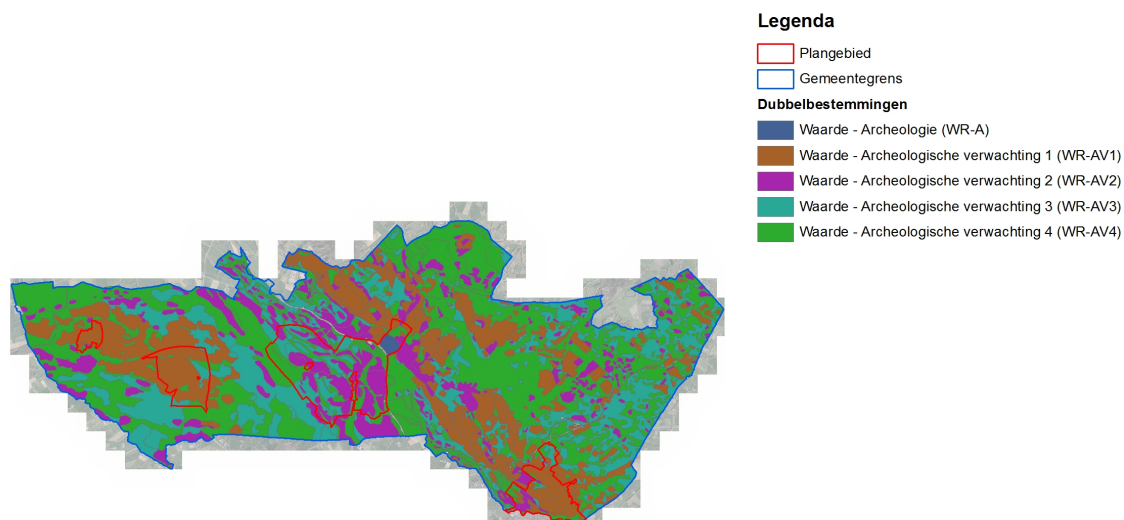 Legenda
Plangebied
Gemeentegrens
Dubbelbestemmingen
Waarde - Archeologie (WR-A)
Waarde - Archeologische verwachting 1 (WR-AV1)
Waarde - Archeologische verwachting 2 (WR-AV2)
Waarde - Archeologische verwachting 3 (WR-AV3)
Waarde - Archeologische verwachting 4 (WR-AV4)